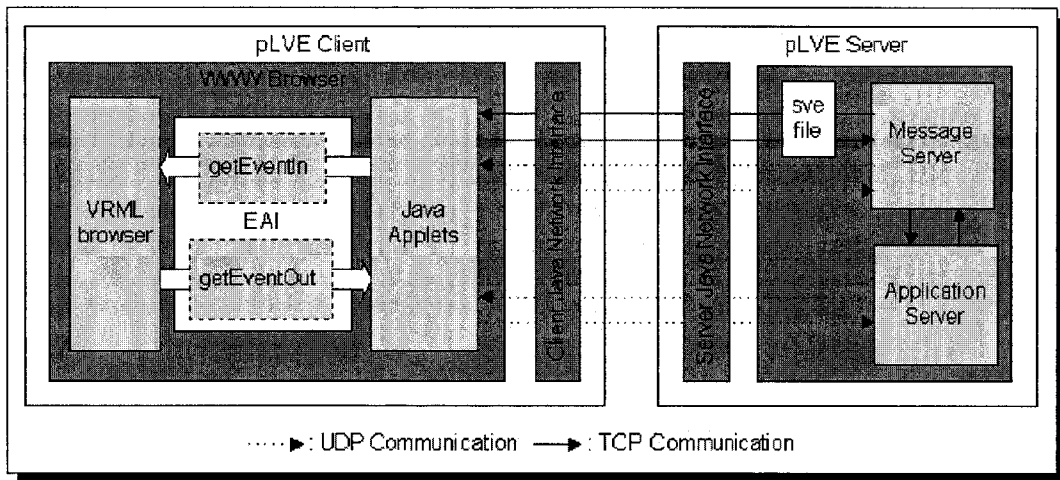 pLVE Client
pLVE Server
WWW Browser
VRML
browser
getEventIn
EAI
getEventOut
Java
Applets
Client Java Network Interface
Server Java Network Interface
sve
file
Message
Server
Application
Server
: UDP Communication
: TCP Communication